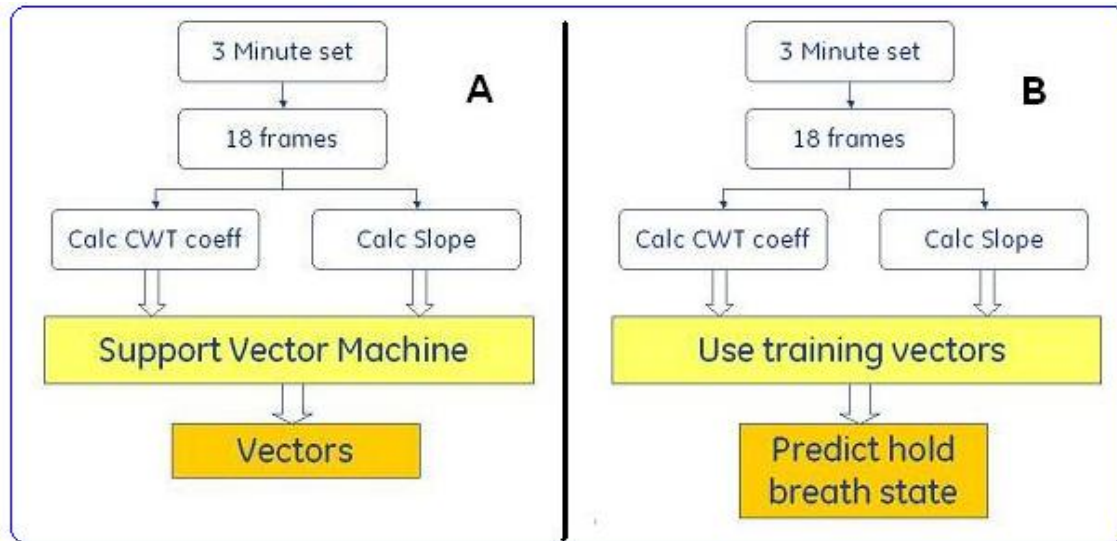 3 Minute set
A
18 frames
Calc CWT coeff
Calc Slope
Support Vector Machine
Vectors
3 Minute set
B
18 frames
Calc CWT coeff
Calc Slope
Use training vectors
Predict hold
breath state